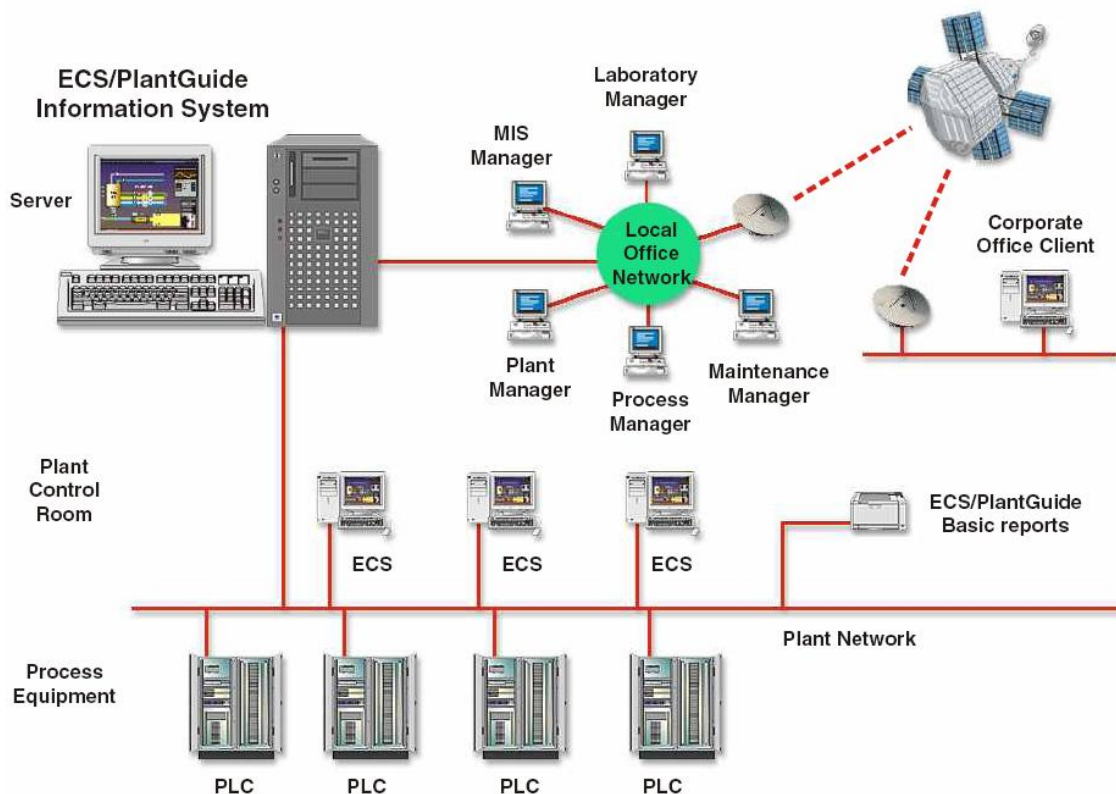 ECS/PlantGuide
Information System
Server
MIS
Manager
Laboratory
Manager
Local
Office
Network
Plant
Manager
Process
Manager
Maintenance
Manager
Corporate
Office Client
Plant
Control
Room
ECS
ECS
ECS
ECS/PlantGuide
Basic reports
Plant Network
Process
Equipment
PLC
PLC
PLC
PLC